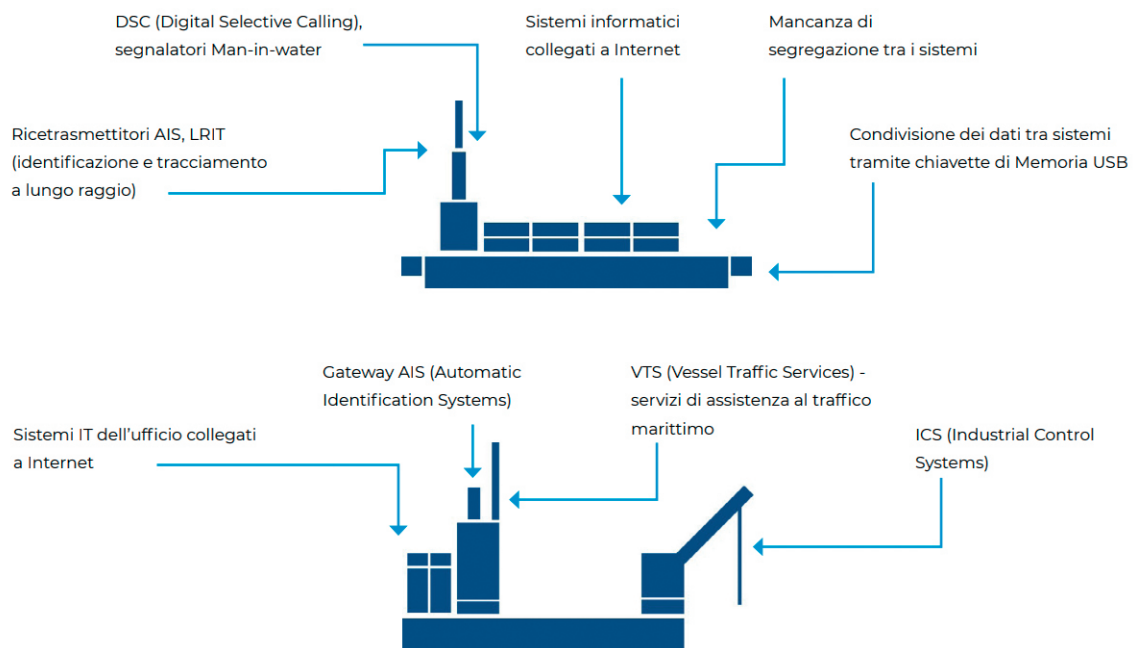 DSC (Digital Selective Calling),
segnalatori Man-in-water
Sistemi informatici
collegati a Internet
Mancanza di
segregazione tra i sistemi
Ricetrasmettitori AIS, LRIT
(identificazione e tracciamento
a lungo raggio)
Condivisione dei dati tra sistemi
tramite chiavette di Memoria USB
Gateway AIS (Automatic
Identification Systems)
VTS (Vessel Traffic Services) -
servizi di assistenza al traffico
marittimo
Sistemi IT dell'ufficio collegati
a Internet
ICS (Industrial Control
Systems)